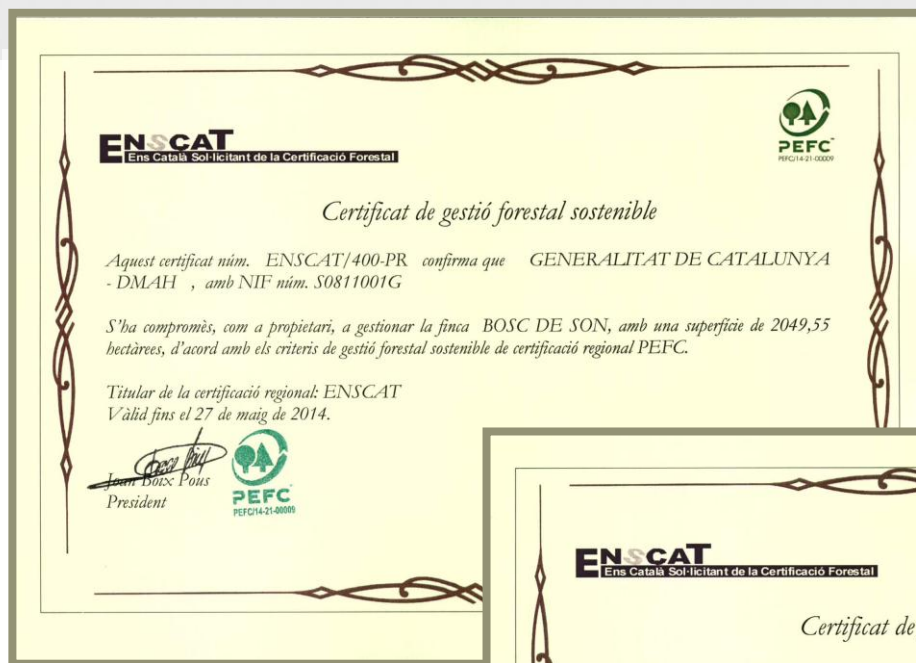 ENSCAT
Ens Català Sol·licitant de la Certificació Forestal
PEFC
PEFC/14-21-00009
Certificat de gestió forestal sostenible
Aquest certificat núm. ENSCAT/400-PR confirma que GENERALITAT DE CATALUNYA
- DMAH , amb NIF núm. S0811001G
S'ha compromès, com a propietari, a gestionar la finca BOSC DE SON, amb una superfície de 2049,55
hectàrees, d'acord amb els criteris de gestió forestal sostenible de certificació regional PEFC.
Titular de la certificació regional: ENSCAT
Vàlid fins el 27 de maig de 2014.
Joan Boix Pous
President
PEFC
PEFC/14-21-00009
ENSCAT
Ens Català Sol·licitant de la Certificació Forestal
Certificat de